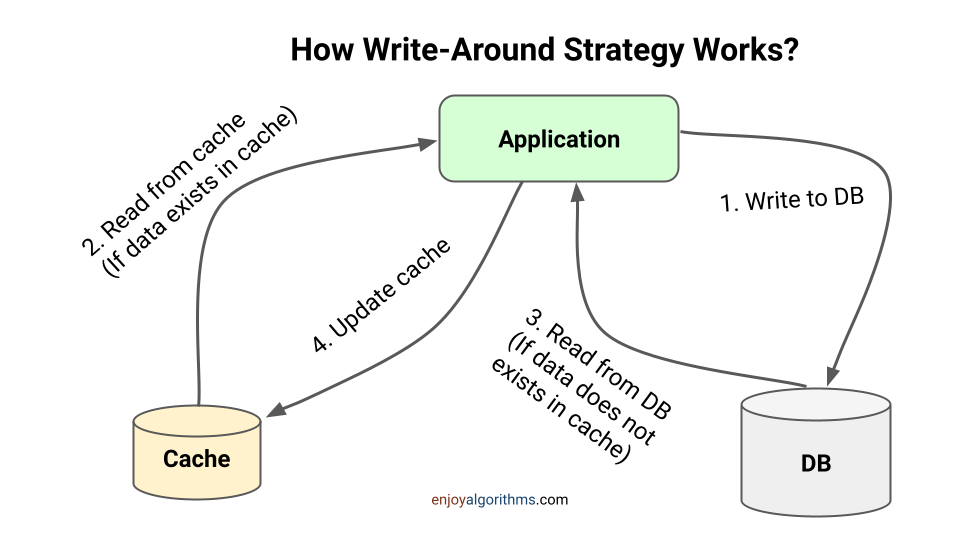 How Write-Around Strategy Works?
Application
2. Read from cache
(If data exists in cache)
1. Write to DB
4. Update cache
3. Read from DB
(If data does not
exists in cache)
Cache
DB
enjoyalgorithms.com